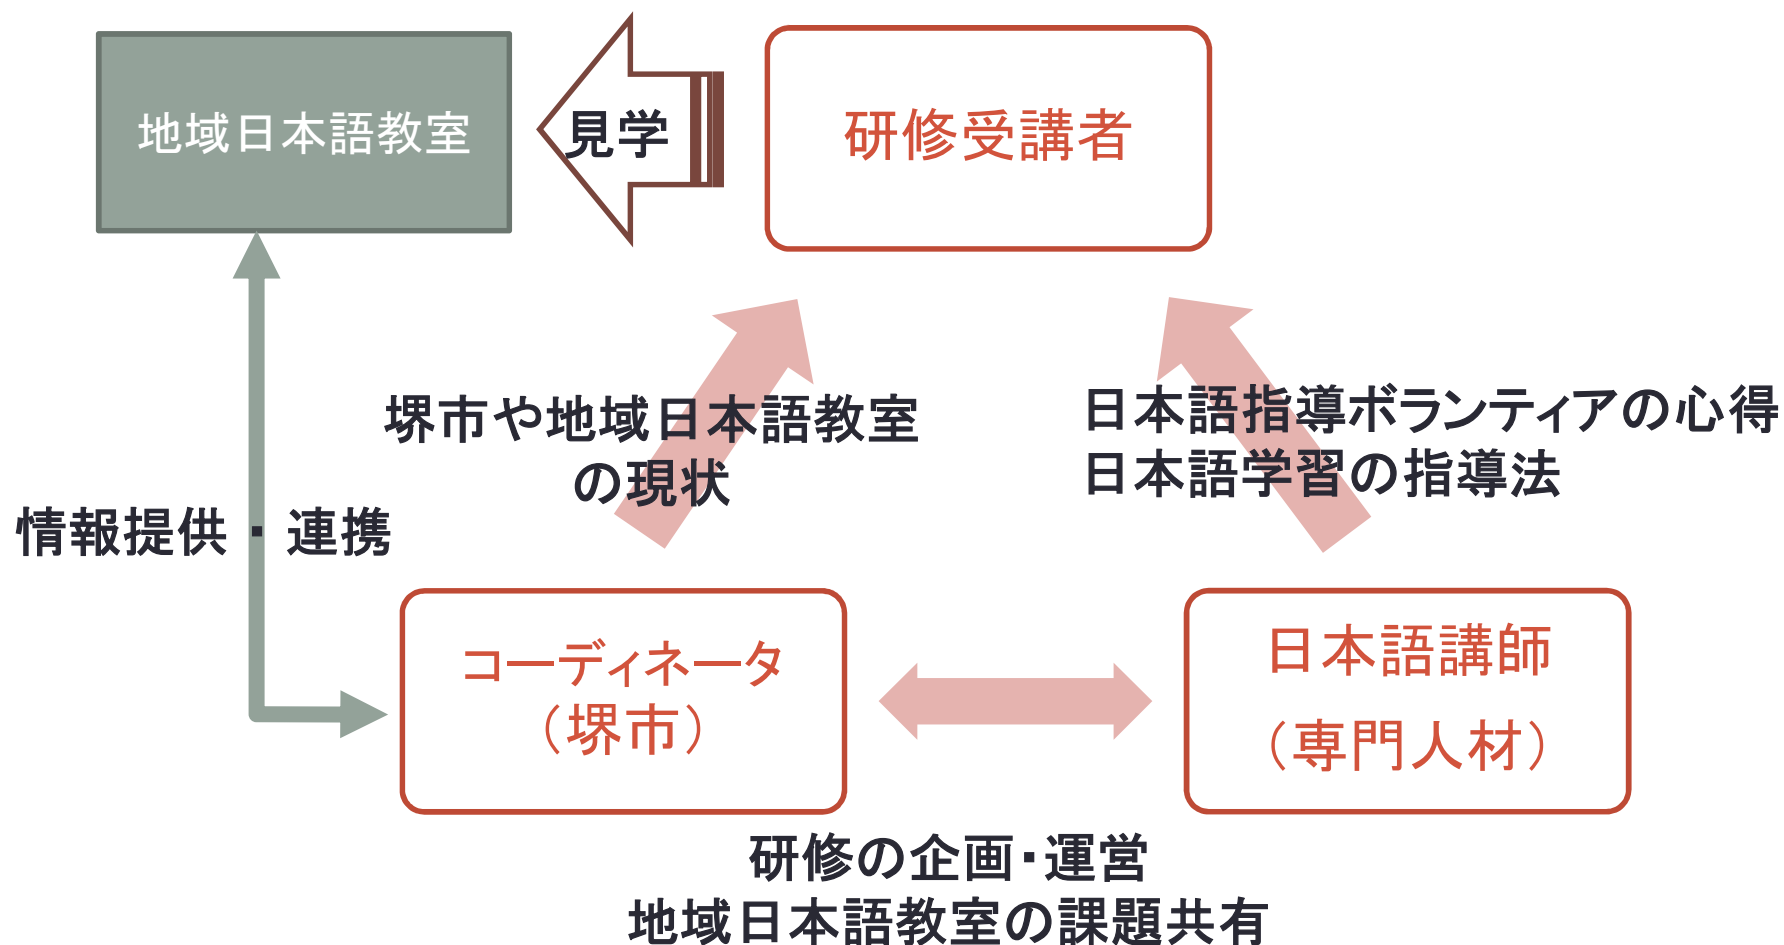 地域日本語教室
見学
研修受講者
堺市や地域日本語教室
の現状
日本語指導ボランティアの心得
日本語学習の指導法
情報提供・連携
コーディネータ
（堺市）
日本語講師
（専門人材）
研修の企画・運営
地域日本語教室の課題共有